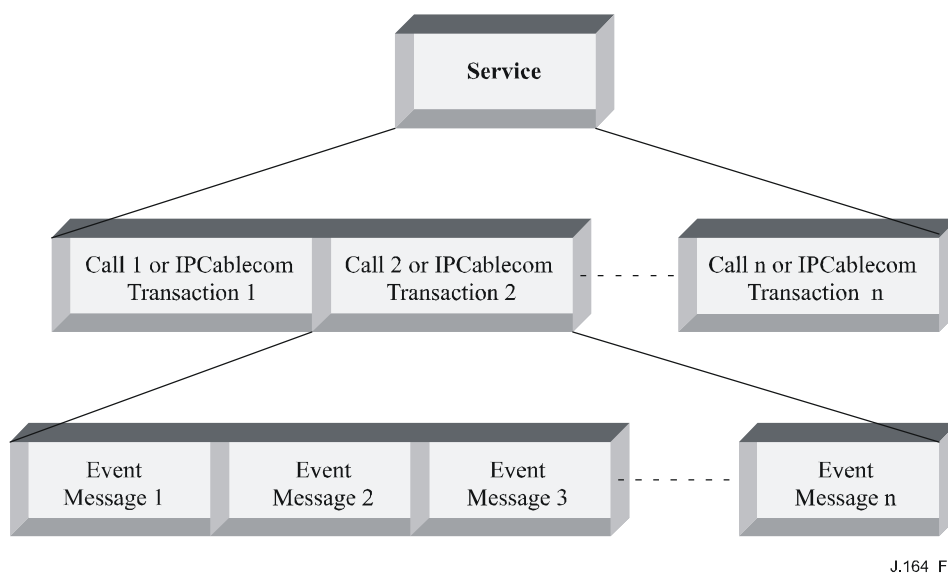 Service
Call 1 or IPCablecom
Transaction 1
Call 2 or IPCablecom
Transaction 2
Call n or IPCablecom
Transaction n
Event
Message 1
Event
Message 2
Event
Message 3
Event
Message n
J.164_F